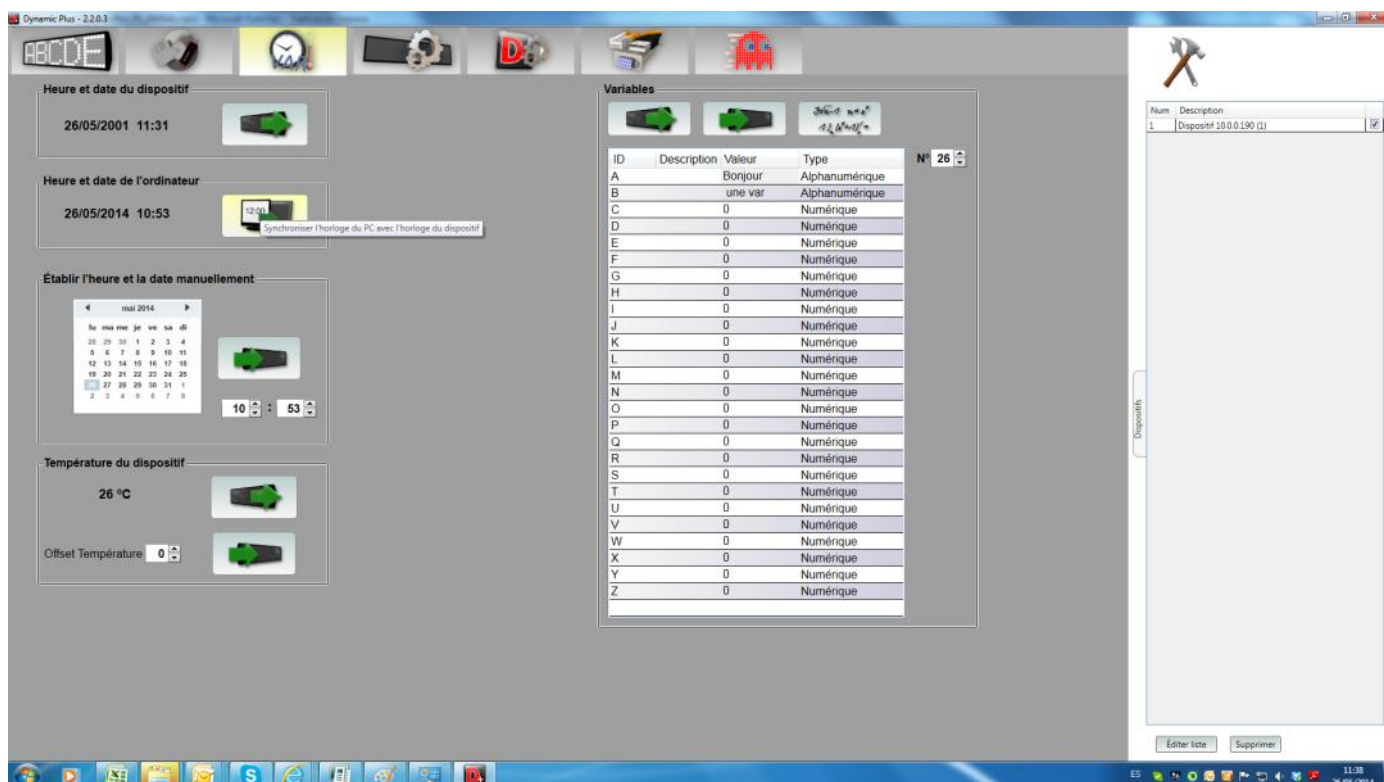 Dynamic Plus - 2.2.0.3
ABCDE
D
Heure et date du dispositif
26/05/2001 11:31
Heure et date de l'ordinateur
26/05/2014 10:53
12:00
Synchroniser l'horloge du PC avec l'horloge du dispositif
Établir l'heure et la date manuellement
mai 2014
lu ma me je ve sa di
28 29 30 1 2 3 4
5 6 7 8 9 10 11
12 13 14 15 16 17 18
19 20 21 22 23 24 25
26 27 28 29 30 31 1
2 3 4 5 6 7 8
10 : 53
Température du dispositif
26 ºC
Offset Température 0
Variables
ID Description Valeur Type Nº 26
A Bonjour Alphanumérique
B une var Alphanumérique
C 0 Numérique
D 0 Numérique
E 0 Numérique
F 0 Numérique
G 0 Numérique
H 0 Numérique
I 0 Numérique
J 0 Numérique
K 0 Numérique
L 0 Numérique
M 0 Numérique
N 0 Numérique
O 0 Numérique
P 0 Numérique
Q 0 Numérique
R 0 Numérique
S 0 Numérique
T 0 Numérique
U 0 Numérique
V 0 Numérique
W 0 Numérique
X 0 Numérique
Y 0 Numérique
Z 0 Numérique
Dispositifs
Num Description
1 Dispositif 10.0.0.190 (1)
Éditer liste Supprimer
ES 11:38
26/05/2014